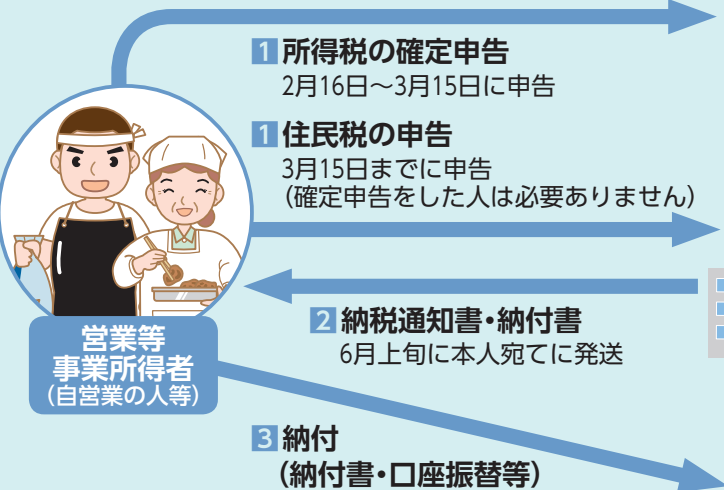 1 所得税の確定申告
2月16日～3月15日に申告
1 住民税の申告
3月15日までに申告
（確定申告をした人は必要ありません）
2 納税通知書・納付書
6月上旬に本人宛てに発送
営業等
事業所得者
（自営業の人等）
3 納付
（納付書・口座振替等）